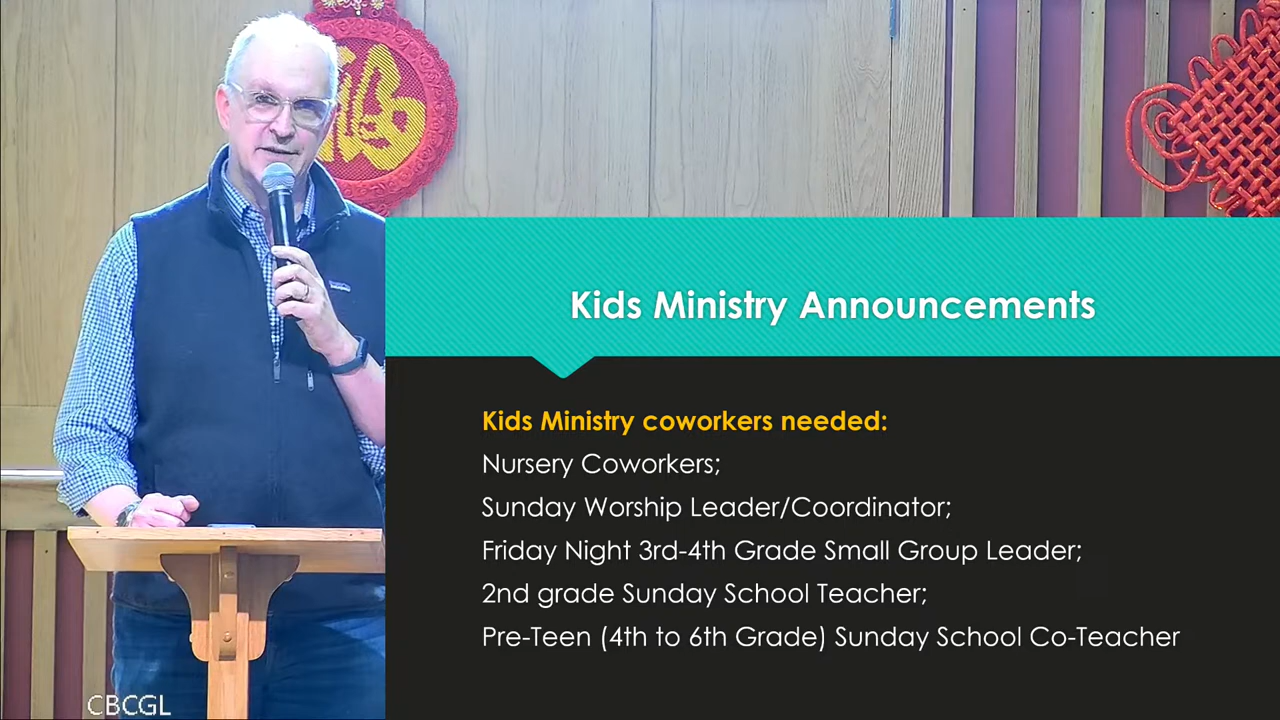 福
Kids Ministry Announcements
Kids Ministry coworkers needed:
Nursery Coworkers;
Sunday Worship Leader/Coordinator;
Friday Night 3rd-4th Grade Small Group Leader;
2nd grade Sunday School Teacher;
Pre-Teen (4th to 6th Grade) Sunday School Co-Teacher
CBCGL